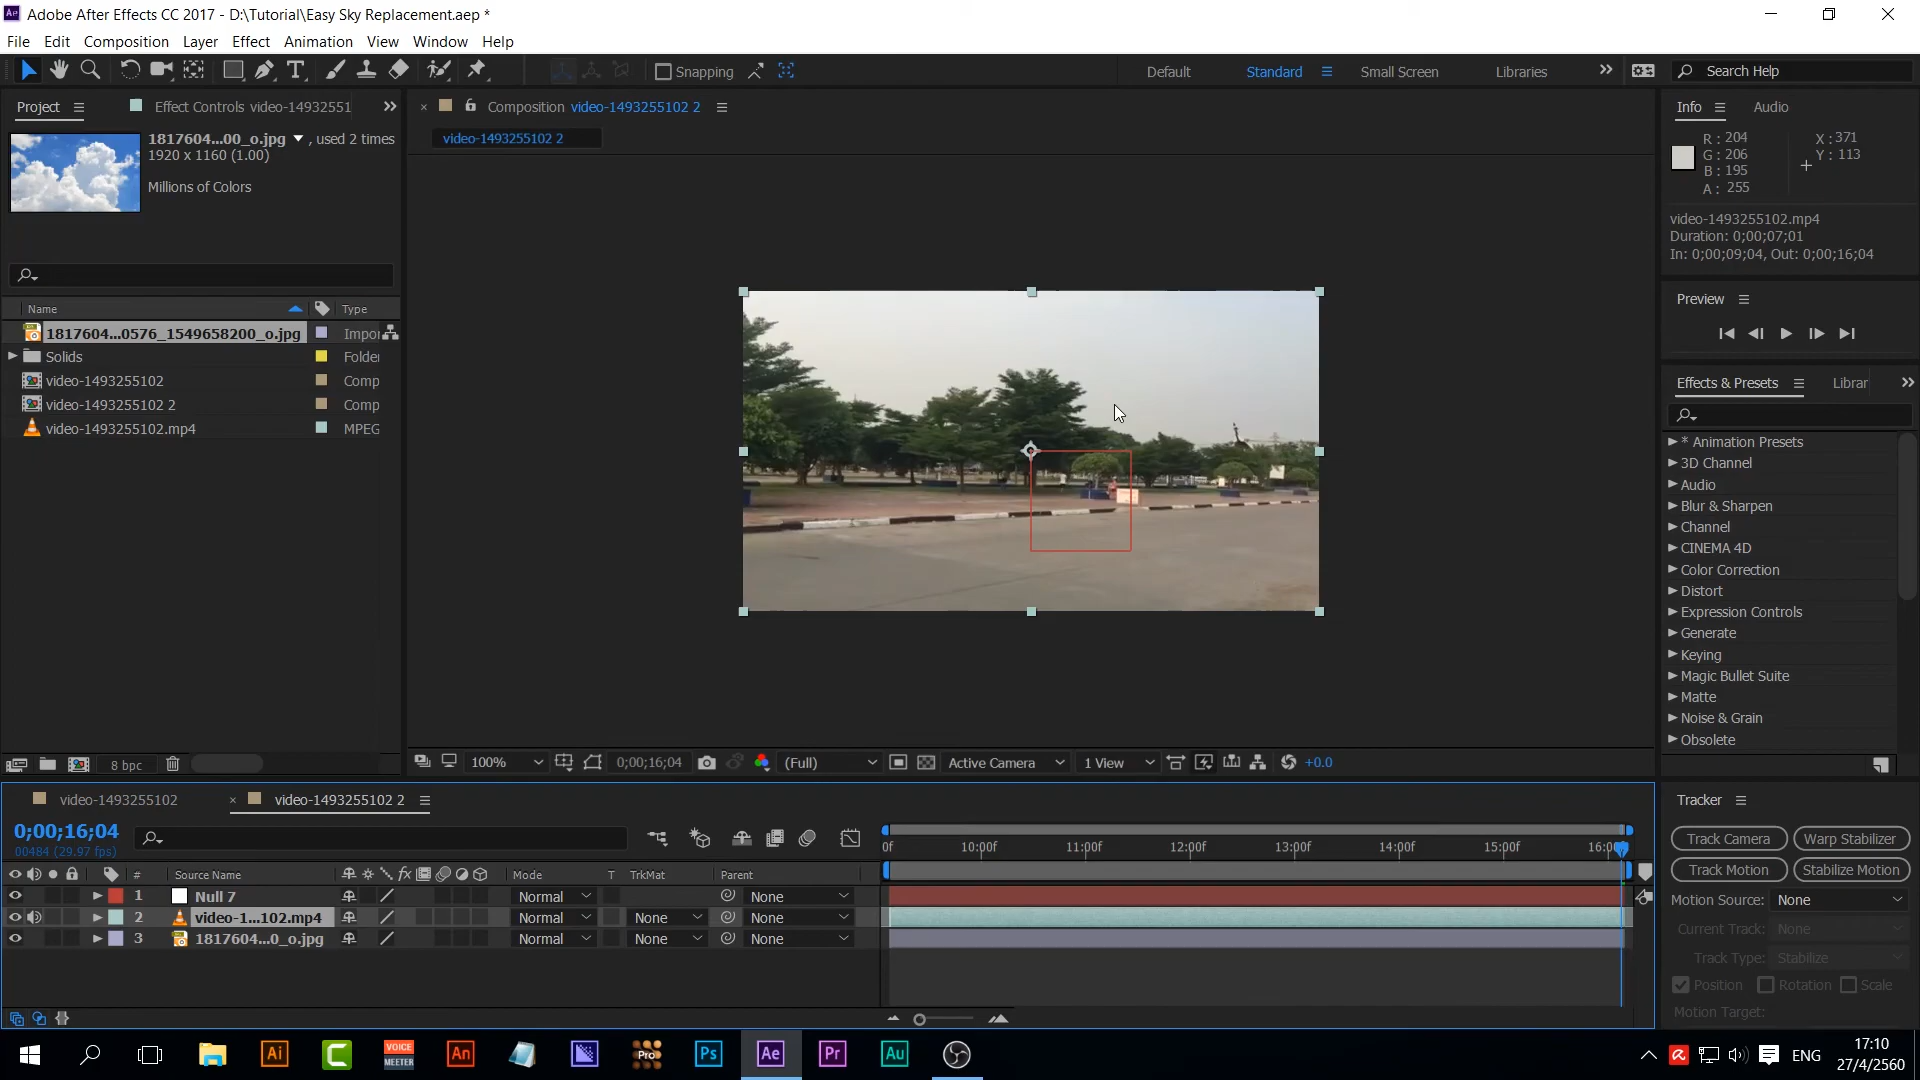 Adobe After Effects CC 2017 - D:\Tutorial\Easy Sky Replacement.aep *
File Edit Composition Layer Effect Animation View Window Help
Snapping Default Standard Small Screen Libraries Search Help
Project Effect Controls video-14932551
Composition video-1493255102 2
Info Audio
1817604...00_o.jpg , used 2 times
1920 x 1160 (1.00)
Millions of Colors
video-1493255102 2
R : 204 X : 371
G : 206 Y : 113
B : 195
A : 255
video-1493255102.mp4
Duration: 0;00;07;01
In: 0;00;09;04, Out: 0;00;16;04
Preview
Name Type
1817604...0576_1549658200_o.jpg Impor
Solids Folder
video-1493255102 Comp
video-1493255102 2 Comp
video-1493255102.mp4 MPEG
Effects & Presets Librar
* Animation Presets
3D Channel
Audio
Blur & Sharpen
Channel
CINEMA 4D
Color Correction
Distort
Expression Controls
Generate
Keying
Magic Bullet Suite
Matte
Noise & Grain
Obsolete
8 bpc
100% 0;00;16;04 (Full) Active Camera 1 View +0.0
video-1493255102 video-1493255102 2
Tracker
0;00;16;04
00484 (29.97 fps)
Track Camera Warp Stabilizer
Track Motion Stabilize Motion
0f 10:00f 11:00f 12:00f 13:00f 14:00f 15:00f 16:00f
# Source Name fx Mode T TrkMat Parent
1 Null 7 Normal None
2 video-1...102.mp4 Normal None None
3 1817604...0_o.jpg Normal None None
Motion Source: None
Current Track: None
Track Type: Stabilize
Position Rotation Scale
Motion Target:
Ai VOICE MEETER An Pro Ps Ae Pr Au
ENG 17:10
27/4/2560